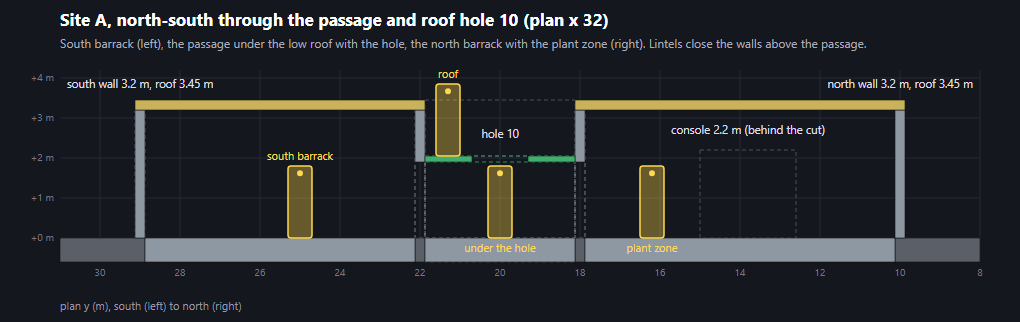 Site A, north-south through the passage and roof hole 10 (plan x 32)
South barrack (left), the passage under the low roof with the hole, the north barrack with the plant zone (right). Lintels close the walls above the passage.
+4 m
south wall 3.2 m, roof 3.45 m
roof
north wall 3.2 m, roof 3.45 m
+3 m
hole 10
console 2.2 m (behind the cut)
+2 m
south barrack
+1 m
+0 m
under the hole
plant zone
30 28 26 24 22 20 18 16 14 12 10 8
plan y (m), south (left) to north (right)